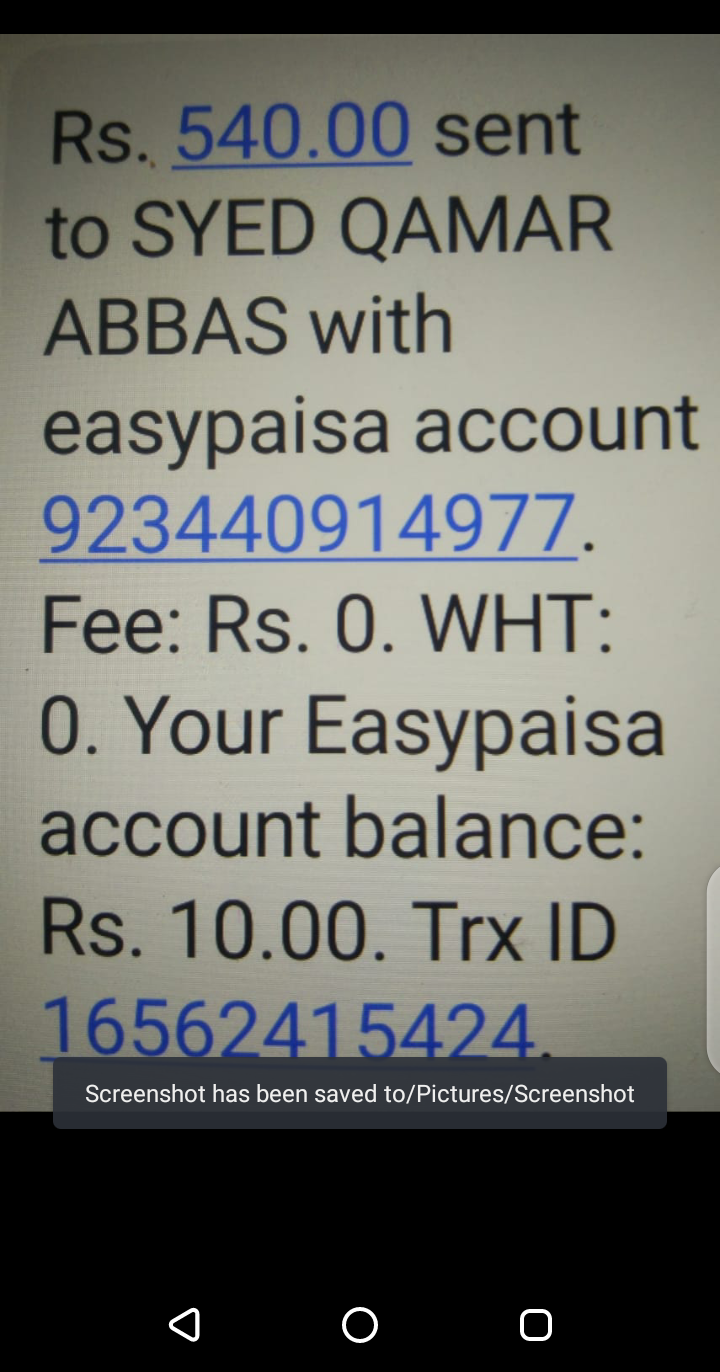 Rs. 540.00 sent
to SYED QAMAR
ABBAS with
easypaisa account
923440914977.
Fee: Rs. 0. WHT:
0. Your Easypaisa
account balance:
Rs. 10.00. Trx ID
16562415424.
Screenshot has been saved to/Pictures/Screenshot